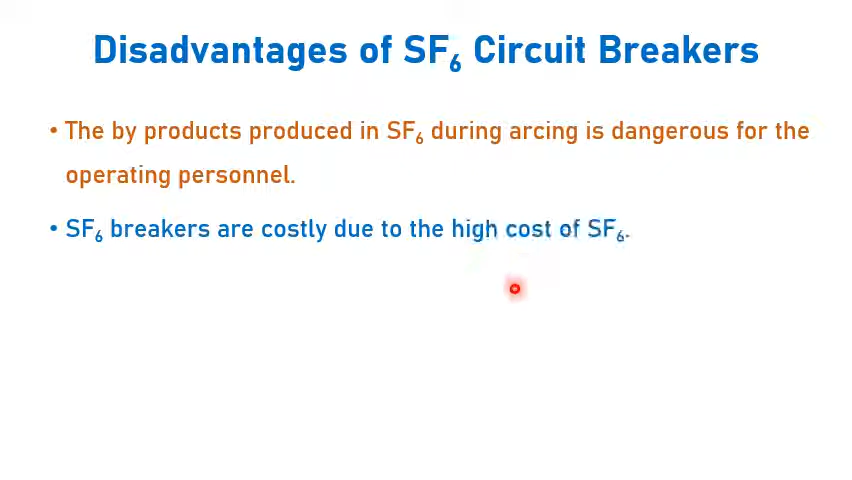 Disadvantages of SF₆ Circuit Breakers
• The by products produced in SF₆ during arcing is dangerous for the
operating personnel.
• SF₆ breakers are costly due to the high cost of SF₆.